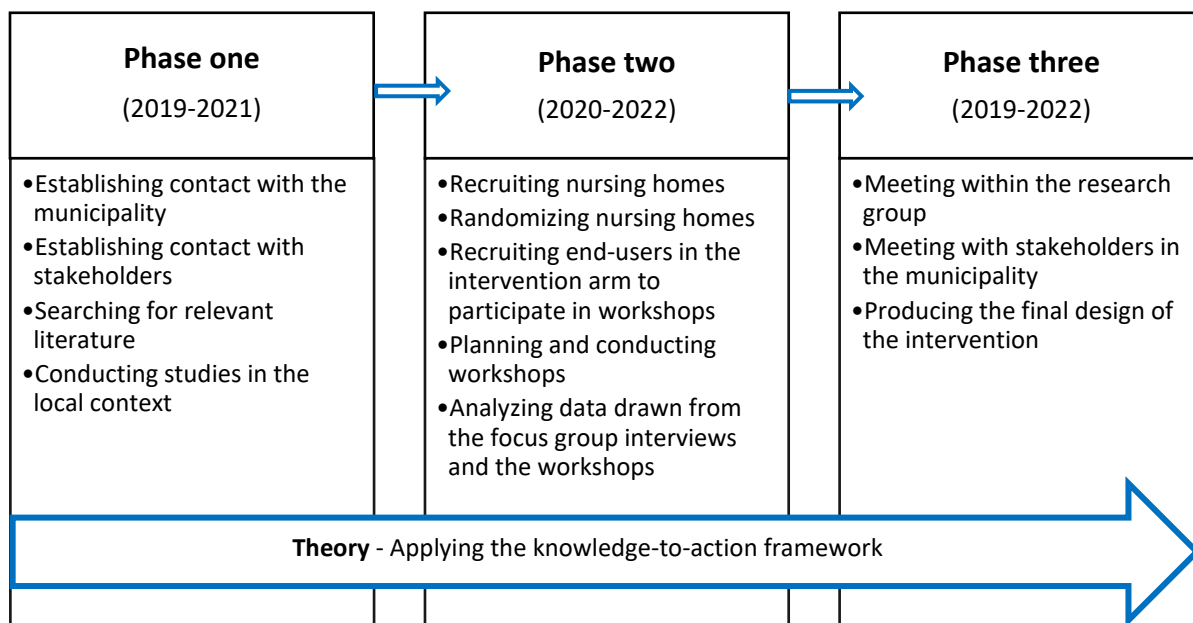 Phase one
(2019-2021)
•Establishing contact with the
municipality
•Establishing contact with
stakeholders
•Searching for relevant
literature
•Conducting studies in the
local context
Phase two
(2020-2022)
•Recruiting nursing homes
•Randomizing nursing homes
•Recruiting end-users in the
intervention arm to
participate in workshops
•Planning and conducting
workshops
•Analyzing data drawn from
the focus group interviews
and the workshops
Phase three
(2019-2022)
•Meeting within the research
group
•Meeting with stakeholders in
the municipality
•Producing the final design of
the intervention
Theory - Applying the knowledge-to-action framework